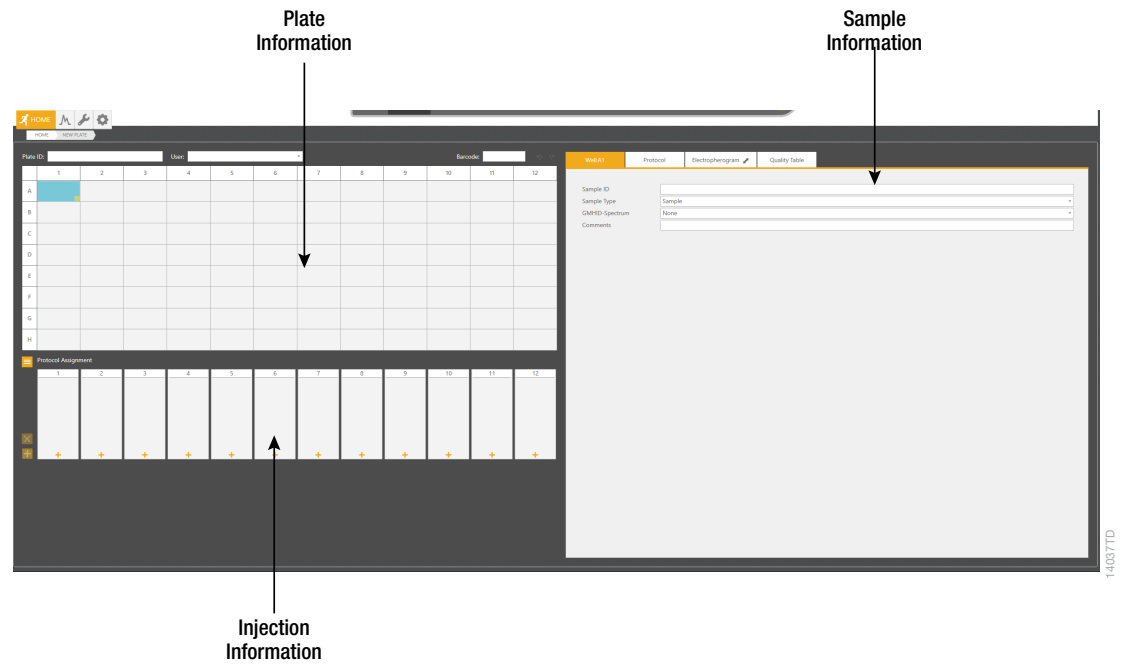 Plate
Information
Sample
Information
HOME
HOME NEW PLATE
Plate ID: User: Barcode:
1 2 3 4 5 6 7 8 9 10 11 12
A
B
C
D
E
F
G
H
Protocol Assignment
1 2 3 4 5 6 7 8 9 10 11 12
+ + + + + + + + + + + +
Well:A1 Protocol Electropherogram Quality Table
Sample ID
Sample Type Sample
GMHID-Spectrum None
Comments
14037TD
Injection
Information